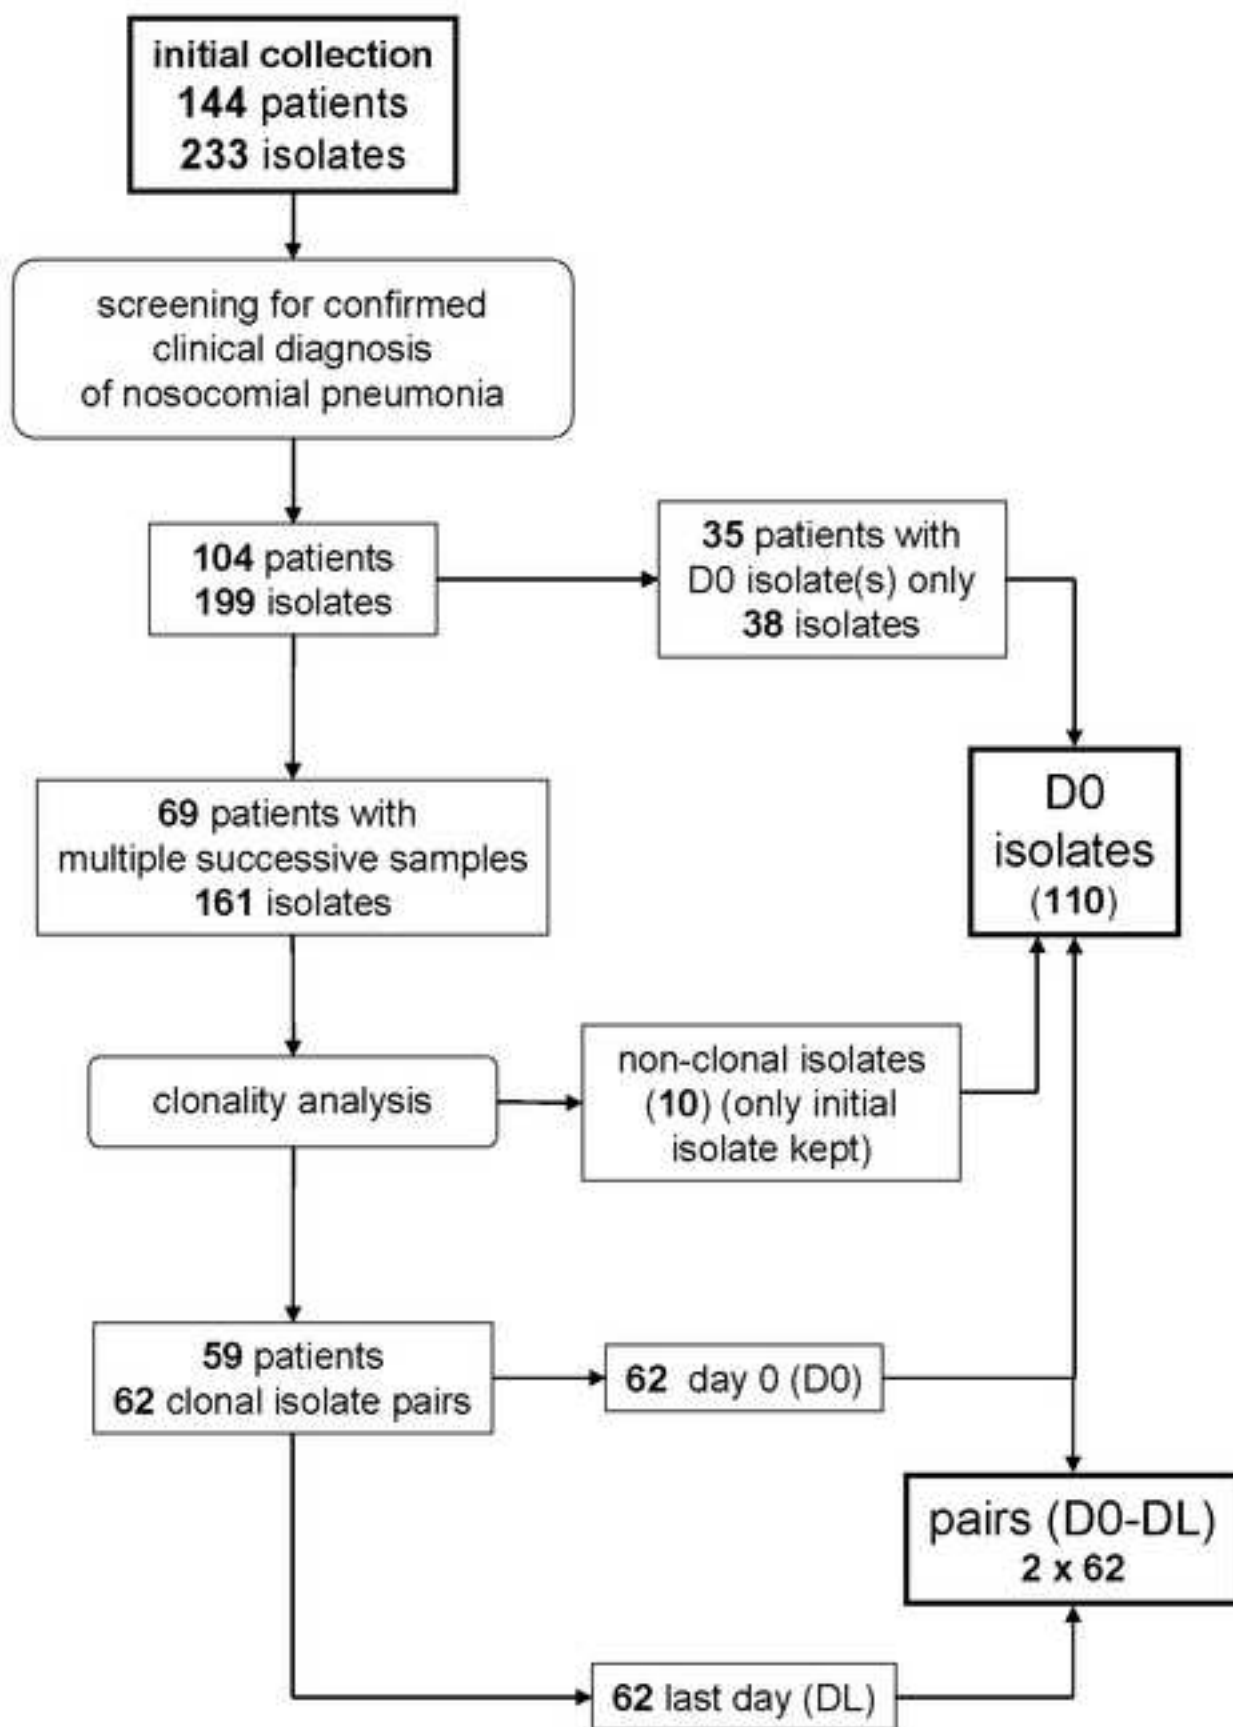 initial collection
144 patients
233 isolates
screening for confirmed
clinical diagnosis
of nosocomial pneumonia
104 patients
199 isolates
35 patients with
D0 isolate(s) only
38 isolates
69 patients with
multiple successive samples
161 isolates
D0
isolates
(110)
clonality analysis
non-clonal isolates
(10) (only initial
isolate kept)
59 patients
62 clonal isolate pairs
62 day 0 (D0)
pairs (D0-DL)
2 x 62
62 last day (DL)